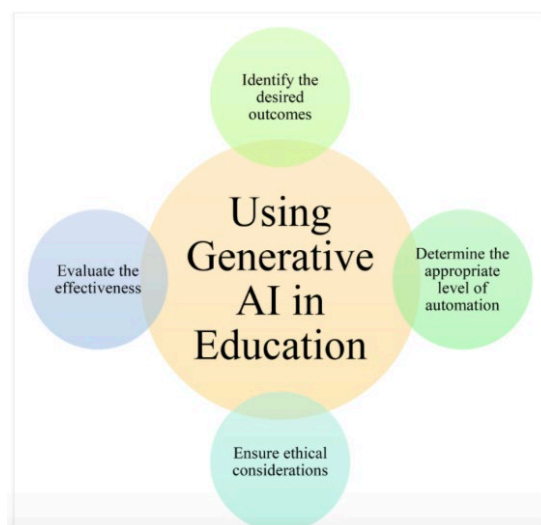 Identify the
desired
outcomes
Using
Generative
AI in
Education
Evaluate the
effectiveness
Determine the
appropriate
level of
automation
Ensure ethical
considerations